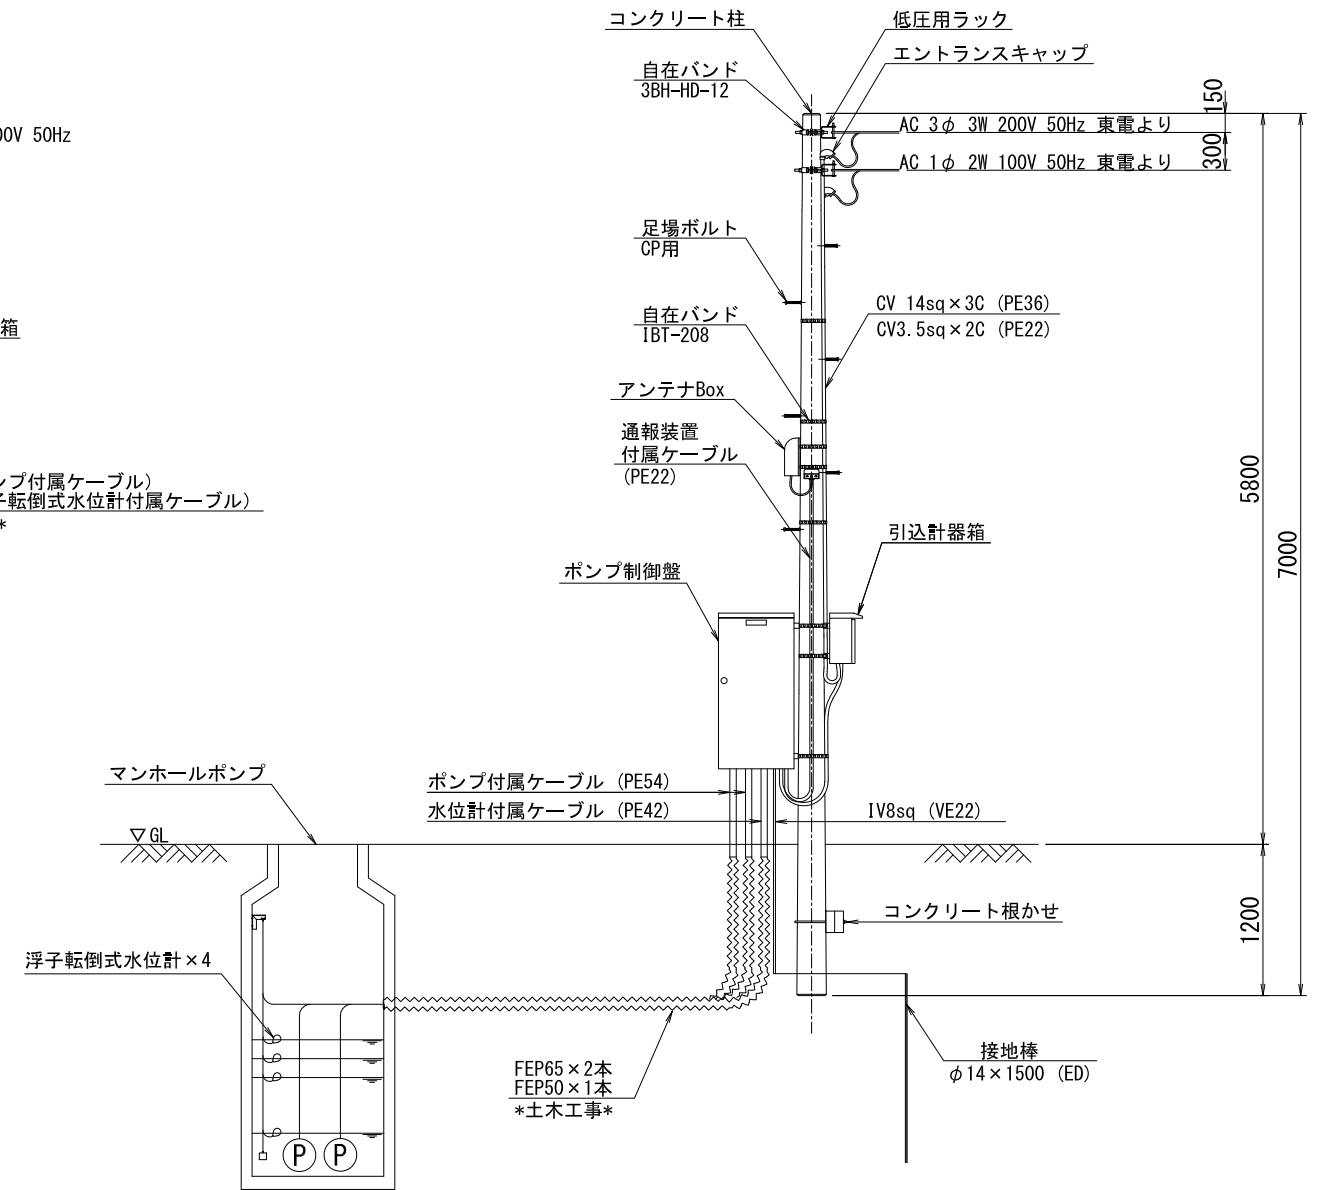 コンクリート柱
低圧用ラック
エントランスキャップ
自在バンド
3BH-HD-12
150
AC 3φ 3W 200V 50Hz 東電より
300
AC 1φ 2W 100V 50Hz 東電より
00V 50Hz
足場ボルト
CP用
CV 14sq×3C (PE36)
CV3.5sq×2C (PE22)
自在バンド
IBT-208
箱
アンテナBox
通報装置
付属ケーブル
(PE22)
ンプ付属ケーブル)
子転倒式水位計付属ケーブル)
*
5800
7000
引込計器箱
ポンプ制御盤
マンホールポンプ
ポンプ付属ケーブル (PE54)
水位計付属ケーブル (PE42)
IV8sq (VE22)
▽GL
コンクリート根かせ
1200
浮子転倒式水位計×4
接地棒
φ14×1500 (ED)
FEP65×2本
FEP50×1本
*土木工事*
P
P